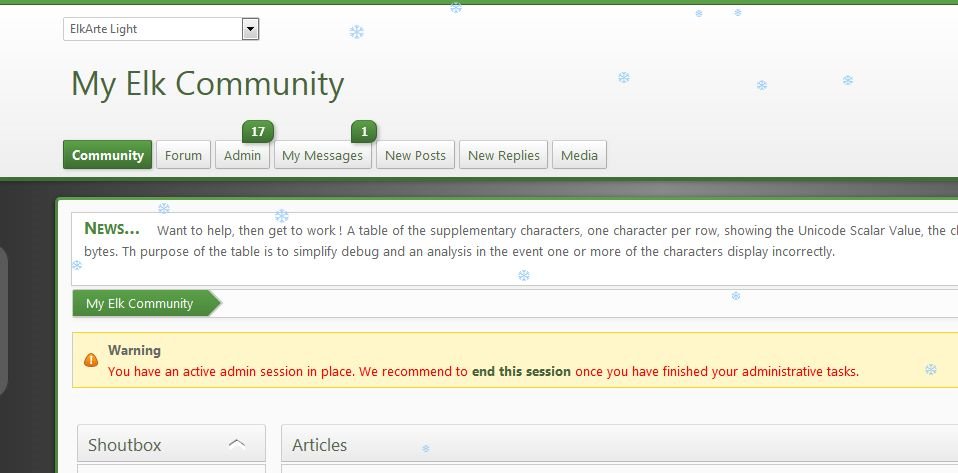 ElkArte Light
My Elk Community
17 1
Community Forum Admin My Messages New Posts New Replies Media
News... Want to help, then get to work ! A table of the supplementary characters, one character per row, showing the Unicode Scalar Value, the
bytes. Th purpose of the table is to simplify debug and an analysis in the event one or more of the characters display incorrectly.
My Elk Community
Warning
You have an active admin session in place. We recommend to end this session once you have finished your administrative tasks.
Shoutbox Articles